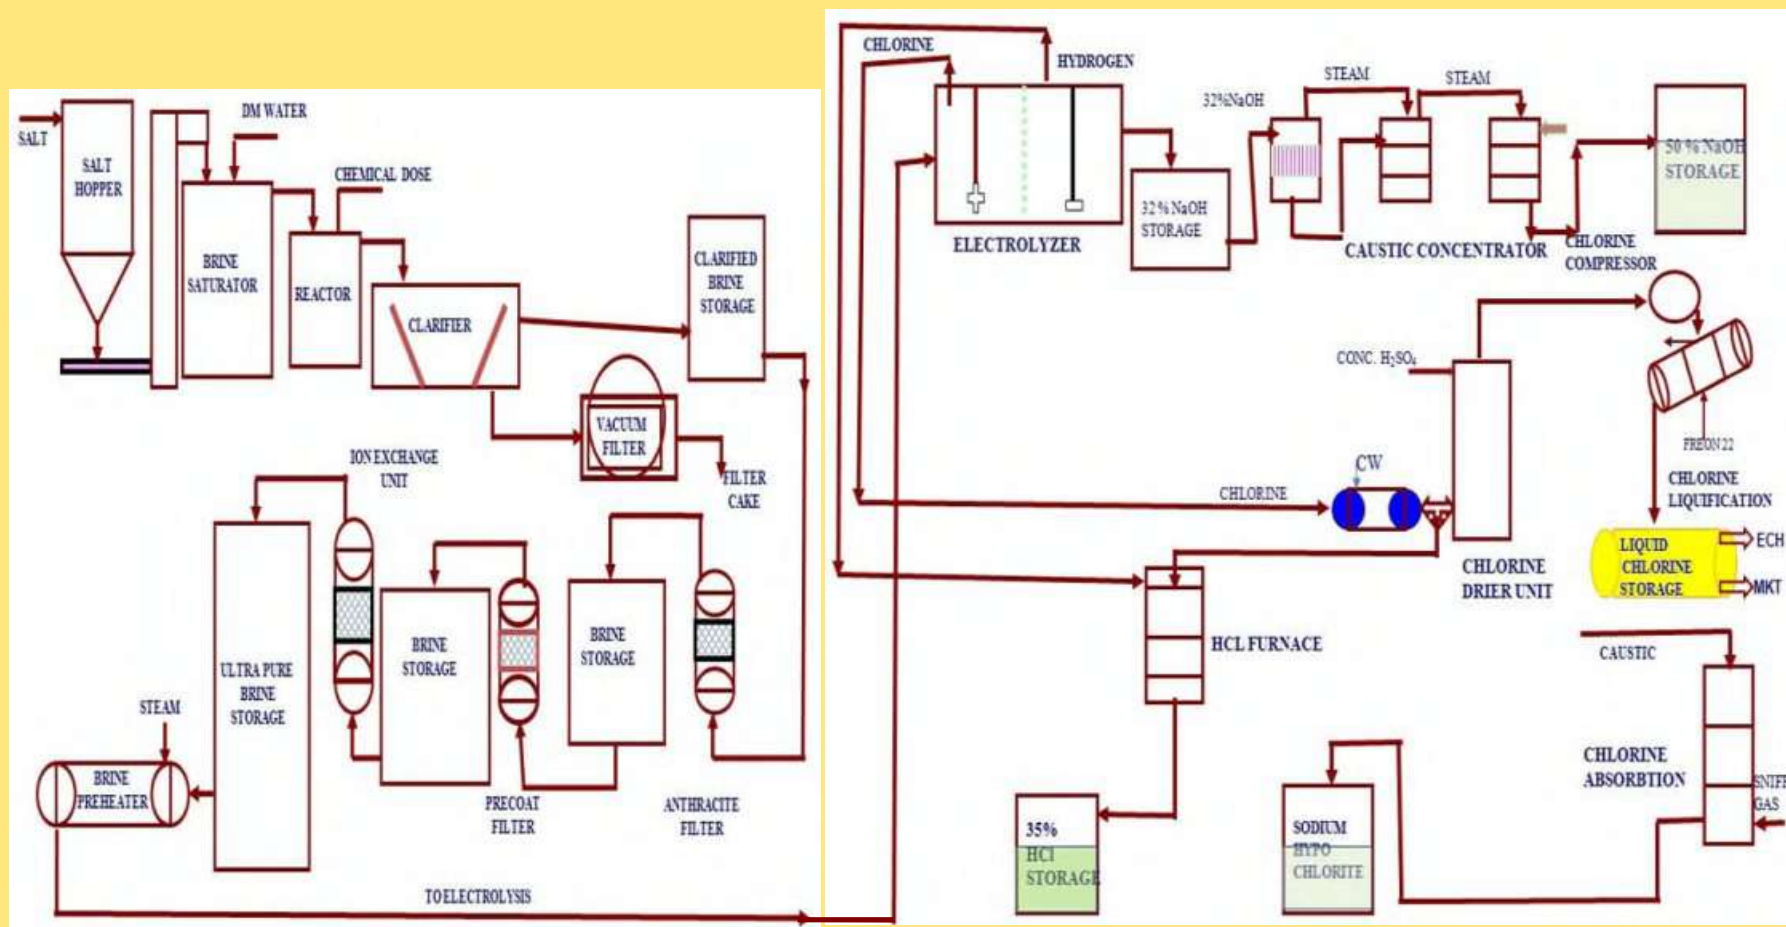 SALT
SALT
HOPPER
DM WATER
BRINE
SATURATOR
CHEMICAL DOSE
REACTOR
CLARIFIER
CLARIFIED
BRINE
STORAGE
VACUUM
FILTER
FILTER
CAKE
ION EXCHANGE
UNIT
ULTRA PURE
BRINE
STORAGE
BRINE
STORAGE
BRINE
STORAGE
STEAM
BRINE
PREHEATER
PRECOAT
FILTER
ANTHRACITE
FILTER
TO ELECTROLYSIS
CHLORINE
HYDROGEN
ELECTROLYZER
32 % NaOH
STORAGE
32%NaOH
STEAM
STEAM
CAUSTIC CONCENTRATOR
50 % NaOH
STORAGE
CHLORINE
COMPRESSOR
CONC. H₂SO₄
FREON 22
CHLORINE
LIQUIFICATION
CW
CHLORINE
CHLORINE
DRIER UNIT
LIQUID
CHLORINE
STORAGE
ECH
MKT
HCL FURNACE
CAUSTIC
CHLORINE
ABSORBTION
SNIFF
GAS
35%
HCl
STORAGE
SODIUM
HYPO
CHLORITE